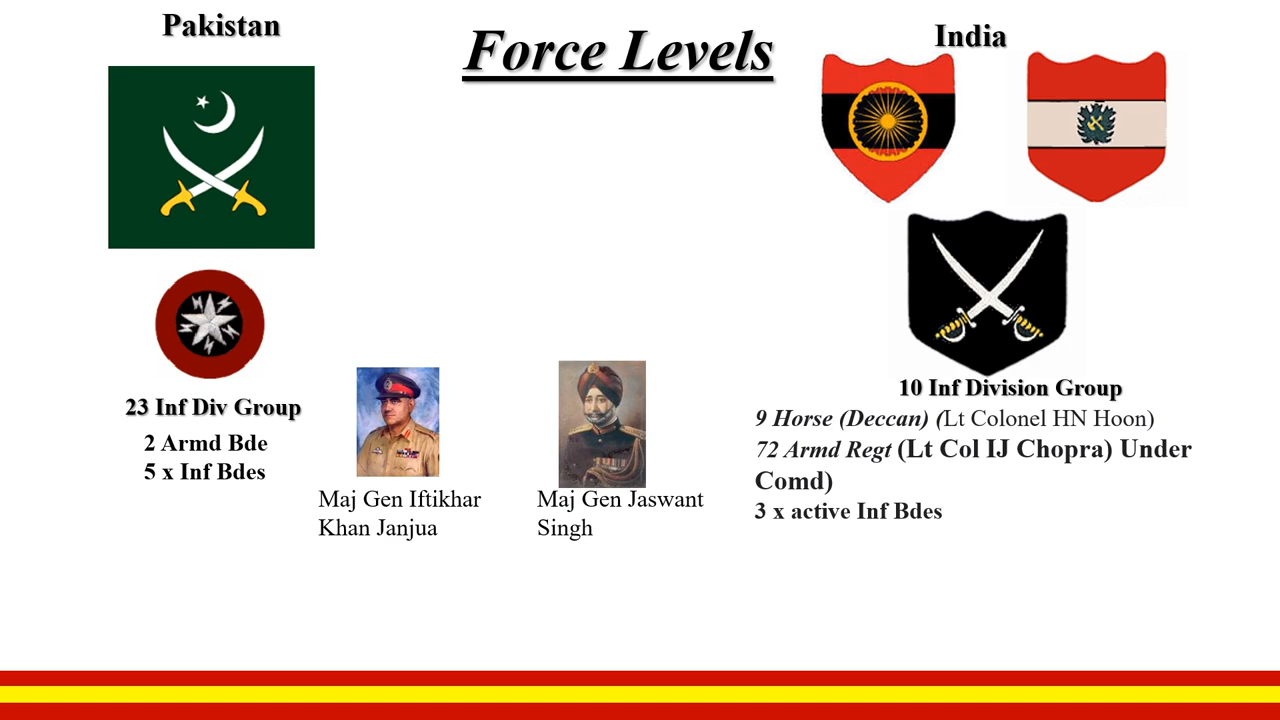 Pakistan
Force Levels
India
23 Inf Div Group
2 Armd Bde
5 x Inf Bdes
Maj Gen Iftikhar
Khan Janjua
Maj Gen Jaswant
Singh
10 Inf Division Group
9 Horse (Deccan) (Lt Colonel HN Hoon)
72 Armd Regt (Lt Col IJ Chopra) Under
Comd)
3 x active Inf Bdes